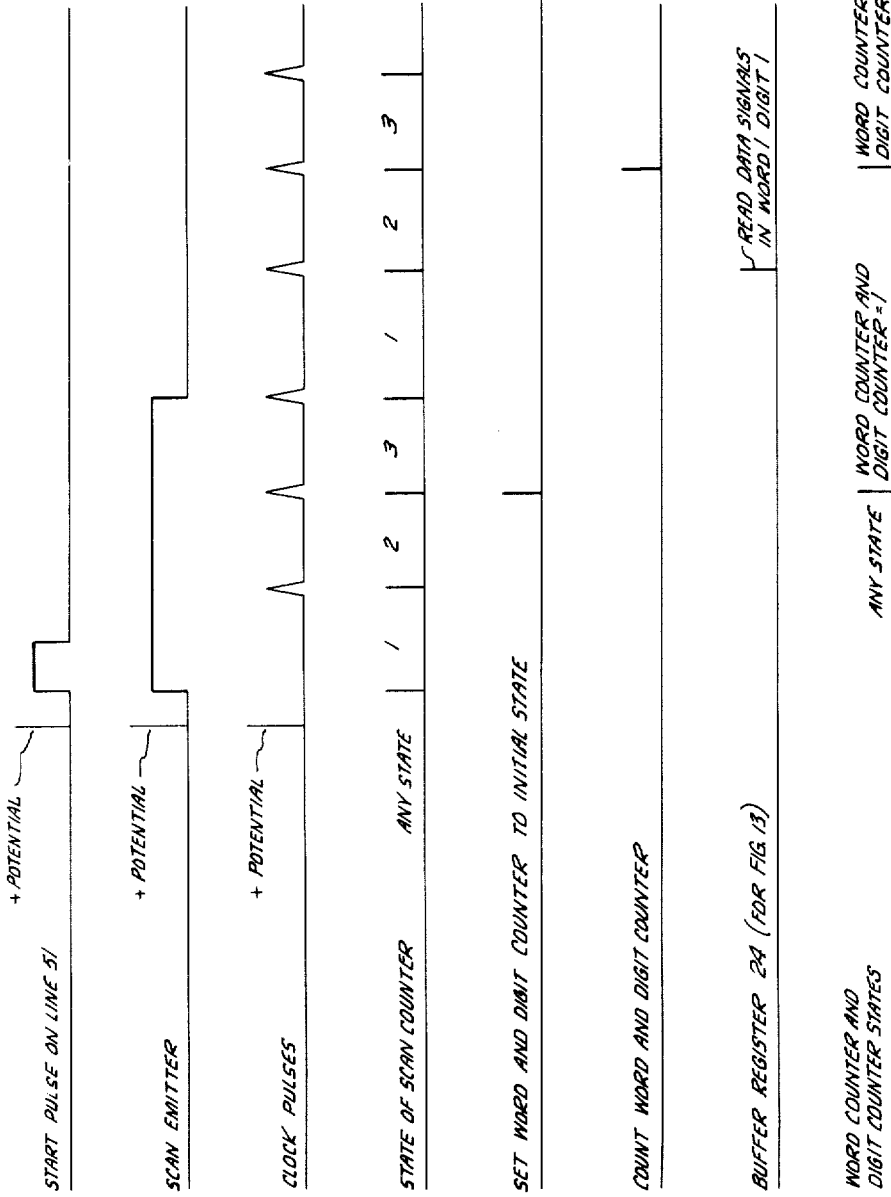 START PULSE ON LINE 51
+ POTENTIAL
SCAN EMITTER
+ POTENTIAL
CLOCK PULSES
+ POTENTIAL
STATE OF SCAN COUNTER
ANY STATE
1
2
3
1
2
3
SET WORD AND DIGIT COUNTER TO INITIAL STATE
COUNT WORD AND DIGIT COUNTER
BUFFER REGISTER 24 (FOR FIG. 13)
READ DATA SIGNALS
IN WORD 1 DIGIT 1
WORD COUNTER AND
DIGIT COUNTER STATES
ANY STATE
WORD COUNTER AND
DIGIT COUNTER = 1
WORD COUNTER
DIGIT COUNTER